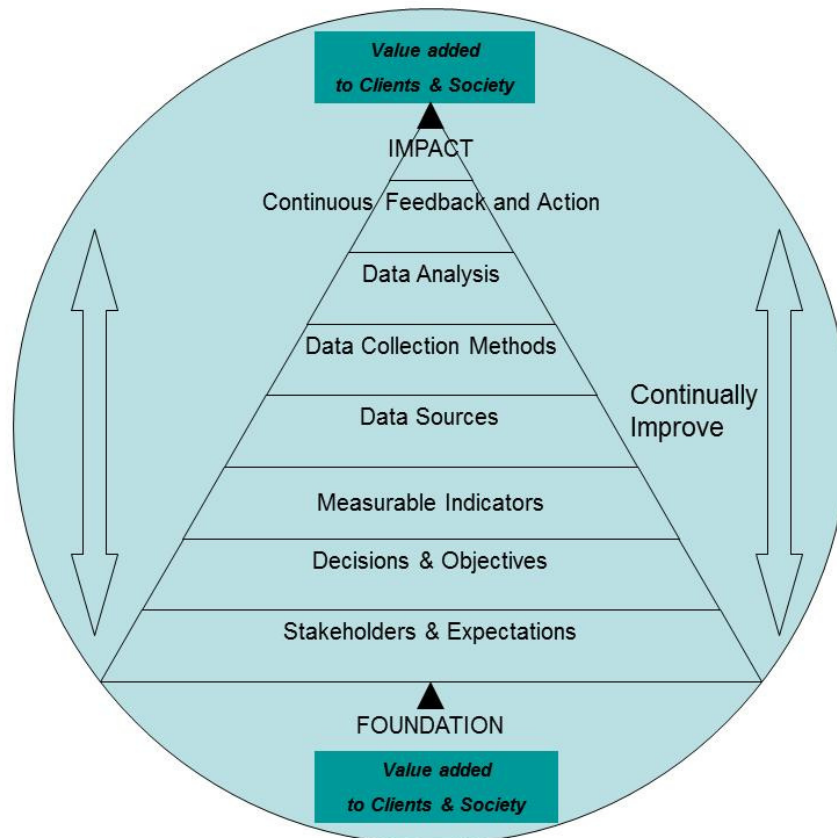 Value added
to Clients & Society
IMPACT
Continuous Feedback and Action
Data Analysis
Data Collection Methods
Data Sources
Continually
Improve
Measurable Indicators
Decisions & Objectives
Stakeholders & Expectations
FOUNDATION
Value added
to Clients & Society